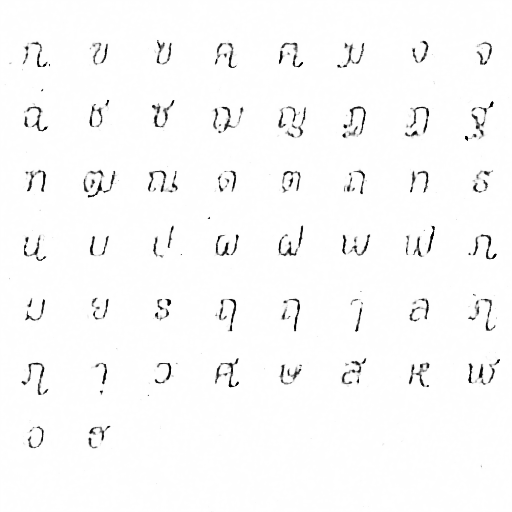 ก ข ฃ ค ฅ ฆ ง จ
ฉ ช ซ ฌ ญ ฎ ฏ ฐ
ฑ ฒ ณ ด ต ถ ท ธ
น บ ป ผ ฝ พ ฟ ภ
ม ย ร ฤ ฤ ๅ ล ฦ
ฦ ว ศ ษ ส ห ฬ
อ ฮ